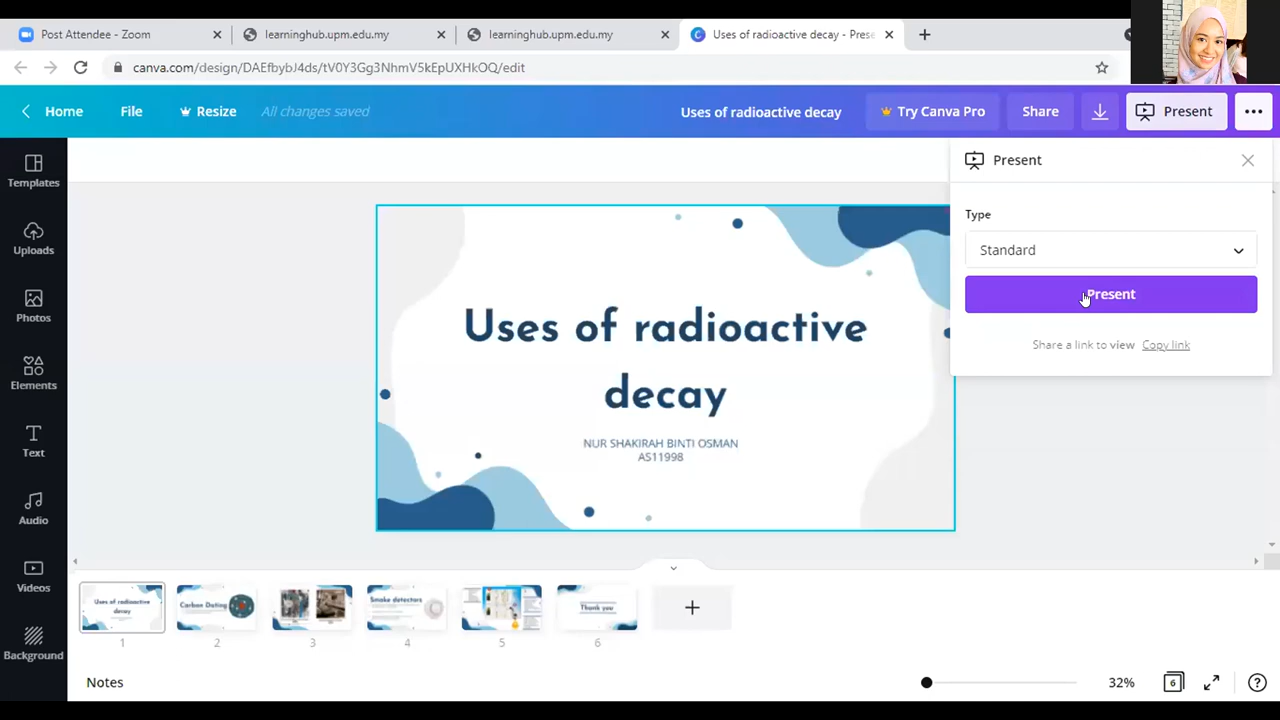 Post Attendee - Zoom
learninghub.upm.edu.my
learninghub.upm.edu.my
Uses of radioactive decay - Prese
canva.com/design/DAEfbybJ4ds/tV0Y3Gg3NhmV5kEpUXHkOQ/edit
Home
File
Resize
All changes saved
Uses of radioactive decay
Try Canva Pro
Share
Present
Templates
Uploads
Photos
Elements
Text
Audio
Videos
Background
Present
Type
Standard
Present
Share a link to view Copy link
Uses of radioactive
decay
NUR SHAKIRAH BINTI OSMAN
AS11998
Uses of radioactive
decay
Carbon Dating
Smoke detectors
Thank you
1
2
3
4
5
6
Notes
32%
6